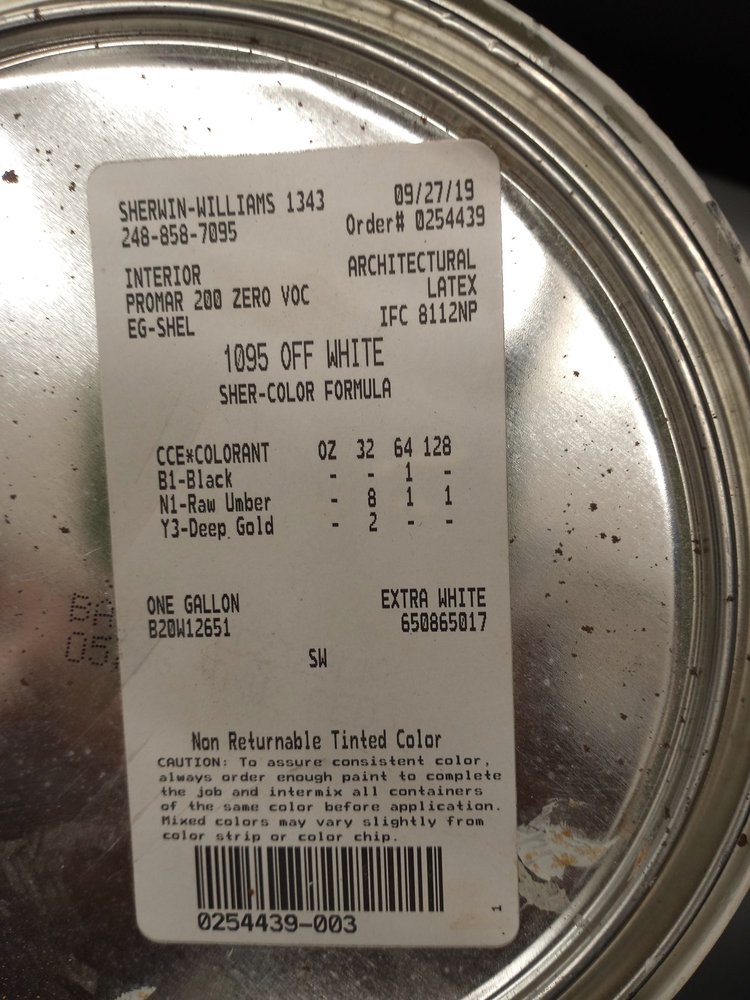 SHERWIN-WILLIAMS 1343 09/27/19
248-858-7095 Order# 0254439
INTERIOR ARCHITECTURAL
PROMAR 200 ZERO VOC LATEX
EG-SHEL IFC 8112NP
1095 OFF WHITE
SHER-COLOR FORMULA
CCE*COLORANT OZ 32 64 128
B1-Black - - 1 -
N1-Raw Umber - 8 1 1
Y3-Deep Gold - 2 - -
ONE GALLON EXTRA WHITE
B20W12651 650865017
SW
Non Returnable Tinted Color
CAUTION: To assure consistent color,
always order enough paint to complete
the job and intermix all containers
of the same color before application.
Mixed colors may vary slightly from
color strip or color chip.
0254439-003
1
BA
05